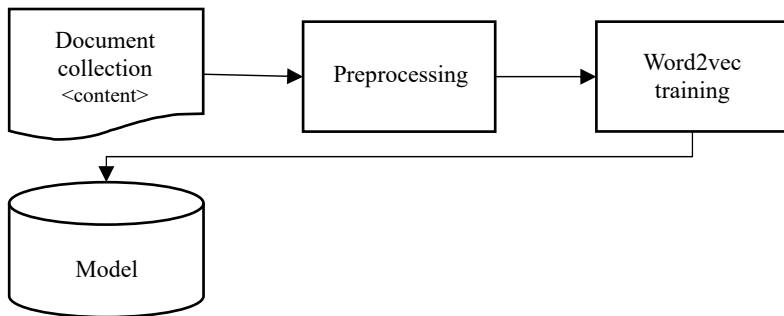 Document
collection
<content>
Preprocessing
Word2vec
training
Model